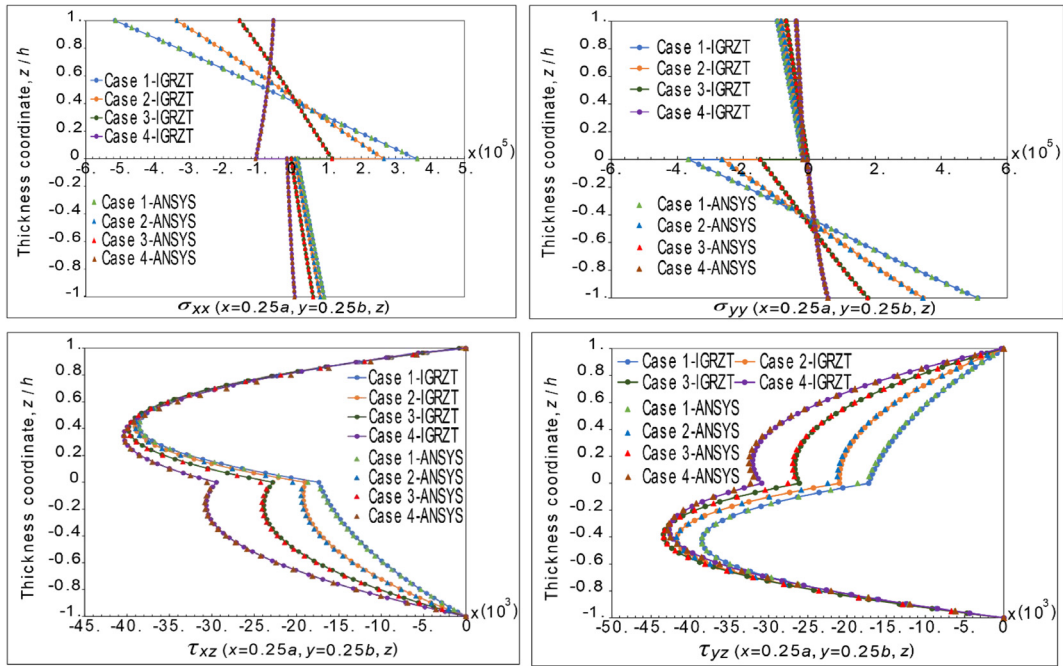 1.
0.8
0.6
0.4
0.2
0
-0.2
-0.4
-0.6
-0.8
-1
Thickness coordinate, z / h
Case 1-IGRZT
Case 2-IGRZT
Case 3-IGRZT
Case 4-IGRZT
Case 1-ANSYS
Case 2-ANSYS
Case 3-ANSYS
Case 4-ANSYS
x(10⁵
-6 -5. -4. -3. -2. -1. 0 1. 2. 3. 4. 5.
σxx (x=0.25a, y=0.25b, z)
1.
0.8
0.6
0.4
0.2
0
-0.2
-0.4
-0.6
-0.8
-1
Thickness coordinate, z / h
Case 1-IGRZT
Case 2-IGRZT
Case 3-IGRZT
Case 4-IGRZT
Case 1-ANSYS
Case 2-ANSYS
Case 3-ANSYS
Case 4-ANSYS
x(10⁵
-6. -4. -2. 0 2. 4. 6.
σyy (x=0.25a, y=0.25b, z)
1.
0.8
0.6
0.4
0.2
0
-0.2
-0.4
-0.6
-0.8
-1
Thickness coordinate, z / h
Case 1-IGRZT
Case 2-IGRZT
Case 3-IGRZT
Case 4-IGRZT
Case 1-ANSYS
Case 2-ANSYS
Case 3-ANSYS
Case 4-ANSYS
x(10³)
-45. -40. -35. -30. -25. -20. -15. -10. -5. 0
τxz (x=0.25a, y=0.25b, z)
1.
0.8
0.6
0.4
0.2
0
-0.2
-0.4
-0.6
-0.8
-1.
Thickness coordinate, z / h
Case 1-IGRZT Case 2-IGRZT
Case 3-IGRZT Case 4-IGRZT
Case 1-ANSYS
Case 2-ANSYS
Case 3-ANSYS
Case 4-ANSYS
x(10³)
-50. -45. -40. -35. -30. -25. -20. -15. -10. -5. 0
τyz (x=0.25a, y=0.25b, z)